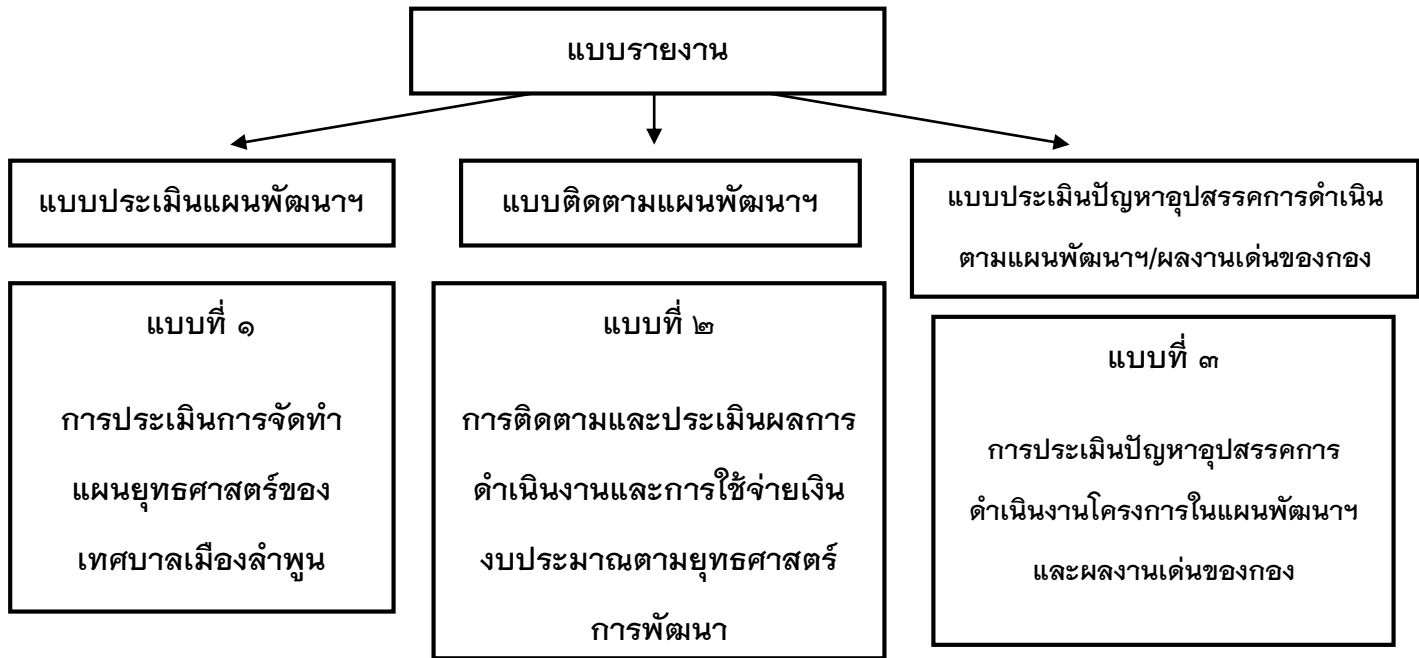 แบบรายงาน
แบบประเมินแผนพัฒนาฯ
แบบติดตามแผนพัฒนาฯ
แบบประเมินปัญหาอุปสรรคการดำเนิน
ตามแผนพัฒนาฯ/ผลงานเด่นของกอง
แบบที่ ๑
การประเมินการจัดทำ
แผนยุทธศาสตร์ของ
เทศบาลเมืองลำพูน
แบบที่ ๒
การติดตามและประเมินผลการ
ดำเนินงานและการใช้จ่ายเงิน
งบประมาณตามยุทธศาสตร์
การพัฒนา
แบบที่ ๓
การประเมินปัญหาอุปสรรคการ
ดำเนินงานโครงการในแผนพัฒนาฯ
และผลงานเด่นของกอง